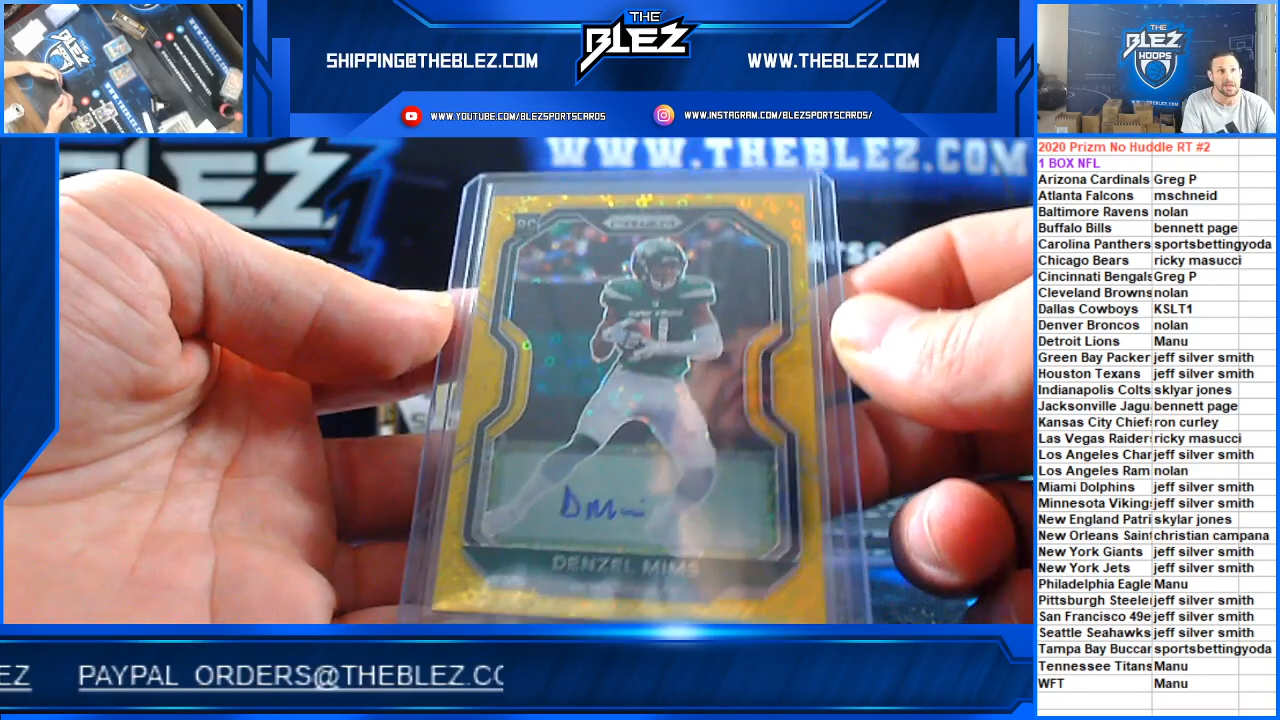 THE
BLEZ
SHIPPING@THEBLEZ.COM
WWW.THEBLEZ.COM
WWW.YOUTUBE.COM/BLEZSPORTSCARDS
WWW.INSTAGRAM.COM/BLEZSPORTSCARDS/
THE
BLEZ
HOOPS
WWW.THEBLEZ.COM
RC
PRIZM
DENZEL MIMS
EZ PAYPAL ORDERS@THEBLEZ.CO
2020 Prizm No Huddle RT #2
1 BOX NFL
Arizona Cardinals Greg P
Atlanta Falcons mschneid
Baltimore Ravens nolan
Buffalo Bills bennett page
Carolina Panthers sportsbettingyoda
Chicago Bears ricky masucci
Cincinnati Bengals Greg P
Cleveland Browns nolan
Dallas Cowboys KSLT1
Denver Broncos nolan
Detroit Lions Manu
Green Bay Packer jeff silver smith
Houston Texans jeff silver smith
Indianapolis Colts sklyar jones
Jacksonville Jagu bennett page
Kansas City Chief ron curley
Las Vegas Raider ricky masucci
Los Angeles Char jeff silver smith
Los Angeles Ram nolan
Miami Dolphins jeff silver smith
Minnesota Viking jeff silver smith
New England Patri skylar jones
New Orleans Saint christian campana
New York Giants jeff silver smith
New York Jets jeff silver smith
Philadelphia Eagle Manu
Pittsburgh Steele jeff silver smith
San Francisco 49e jeff silver smith
Seattle Seahawks jeff silver smith
Tampa Bay Buccar sportsbettingyoda
Tennessee Titans Manu
WFT Manu